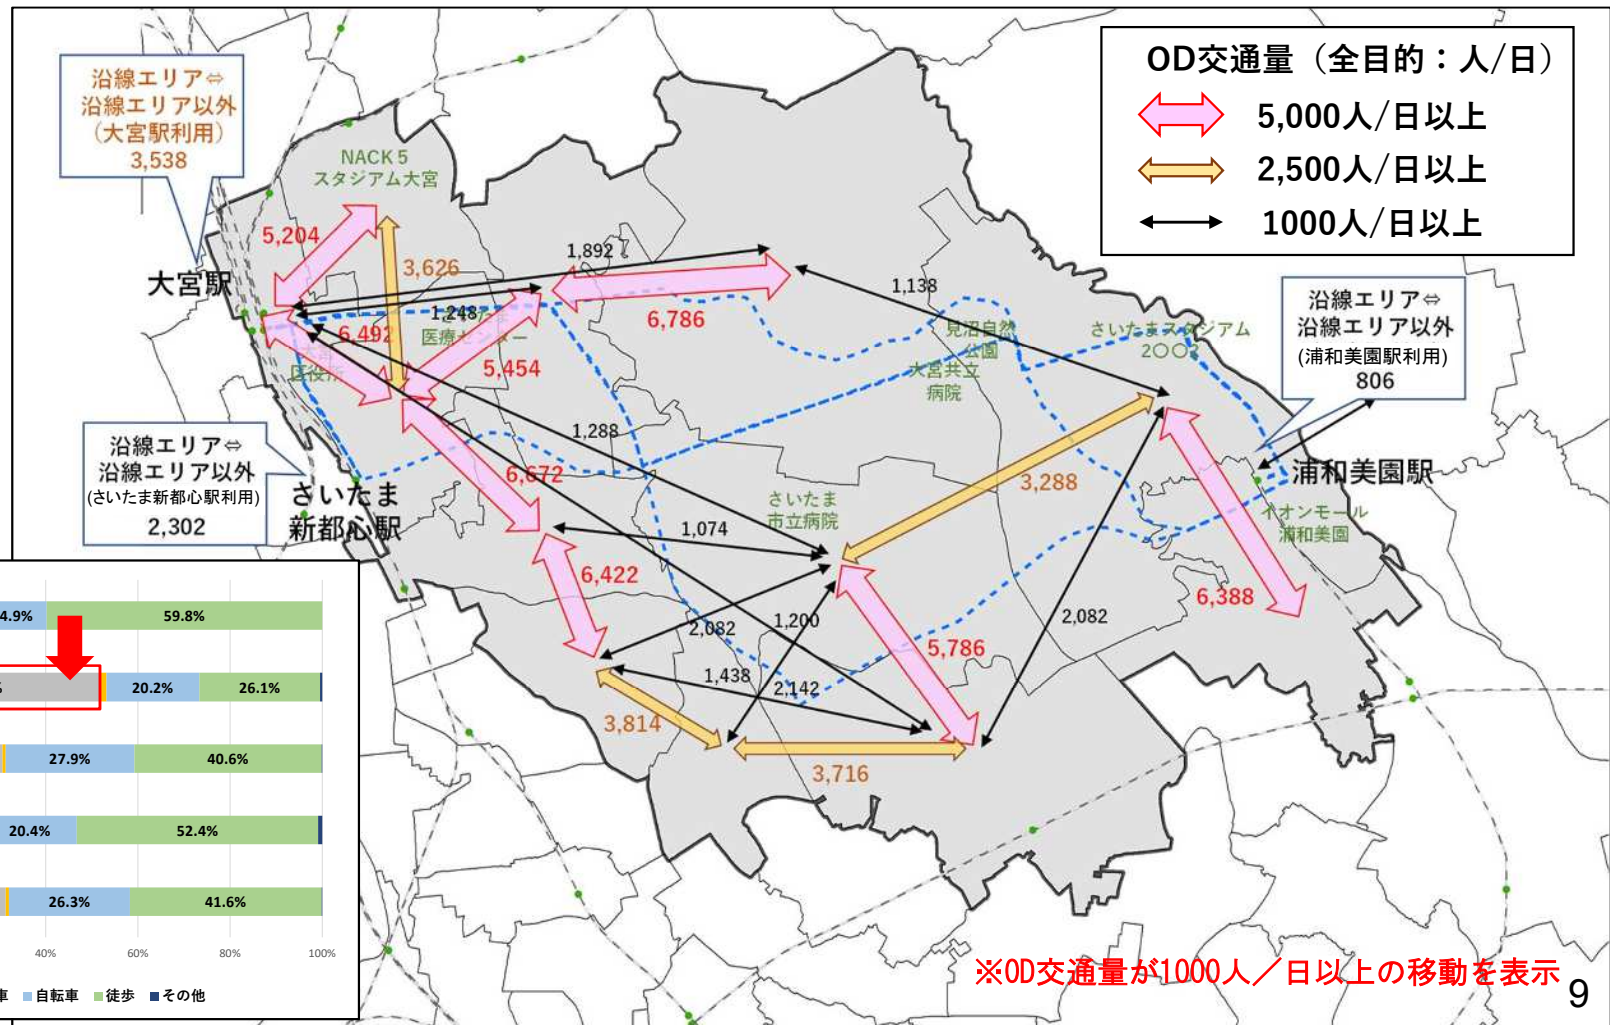 OD交通量（全目的：人/日）
5,000人/日以上
2,500人/日以上
1000人/日以上
沿線エリア⇔
沿線エリア以外
（大宮駅利用）
3,538
NACK５
スタジアム大宮
5,204
大宮駅
3,626
1,892
1,248
6,492
医療センター
区役所
5,454
6,786
1,138
見沼自然
公園
大宮共立
病院
さいたまスタジアム
２〇〇２
沿線エリア⇔
沿線エリア以外
(浦和美園駅利用)
806
沿線エリア⇔
沿線エリア以外
(さいたま新都心駅利用)
2,302
さいたま
新都心駅
1,288
6,672
さいたま
市立病院
1,074
3,288
浦和美園駅
イオンモール
浦和美園
6,422
6,388
2,082
1,200
2,082
5,786
1,438
2,142
3,814
3,716
4.9%
59.8%
%
20.2%
26.1%
27.9%
40.6%
20.4%
52.4%
26.3%
41.6%
40%
60%
80%
100%
車
自転車
徒歩
その他
※OD交通量が1000人／日以上の移動を表示
9